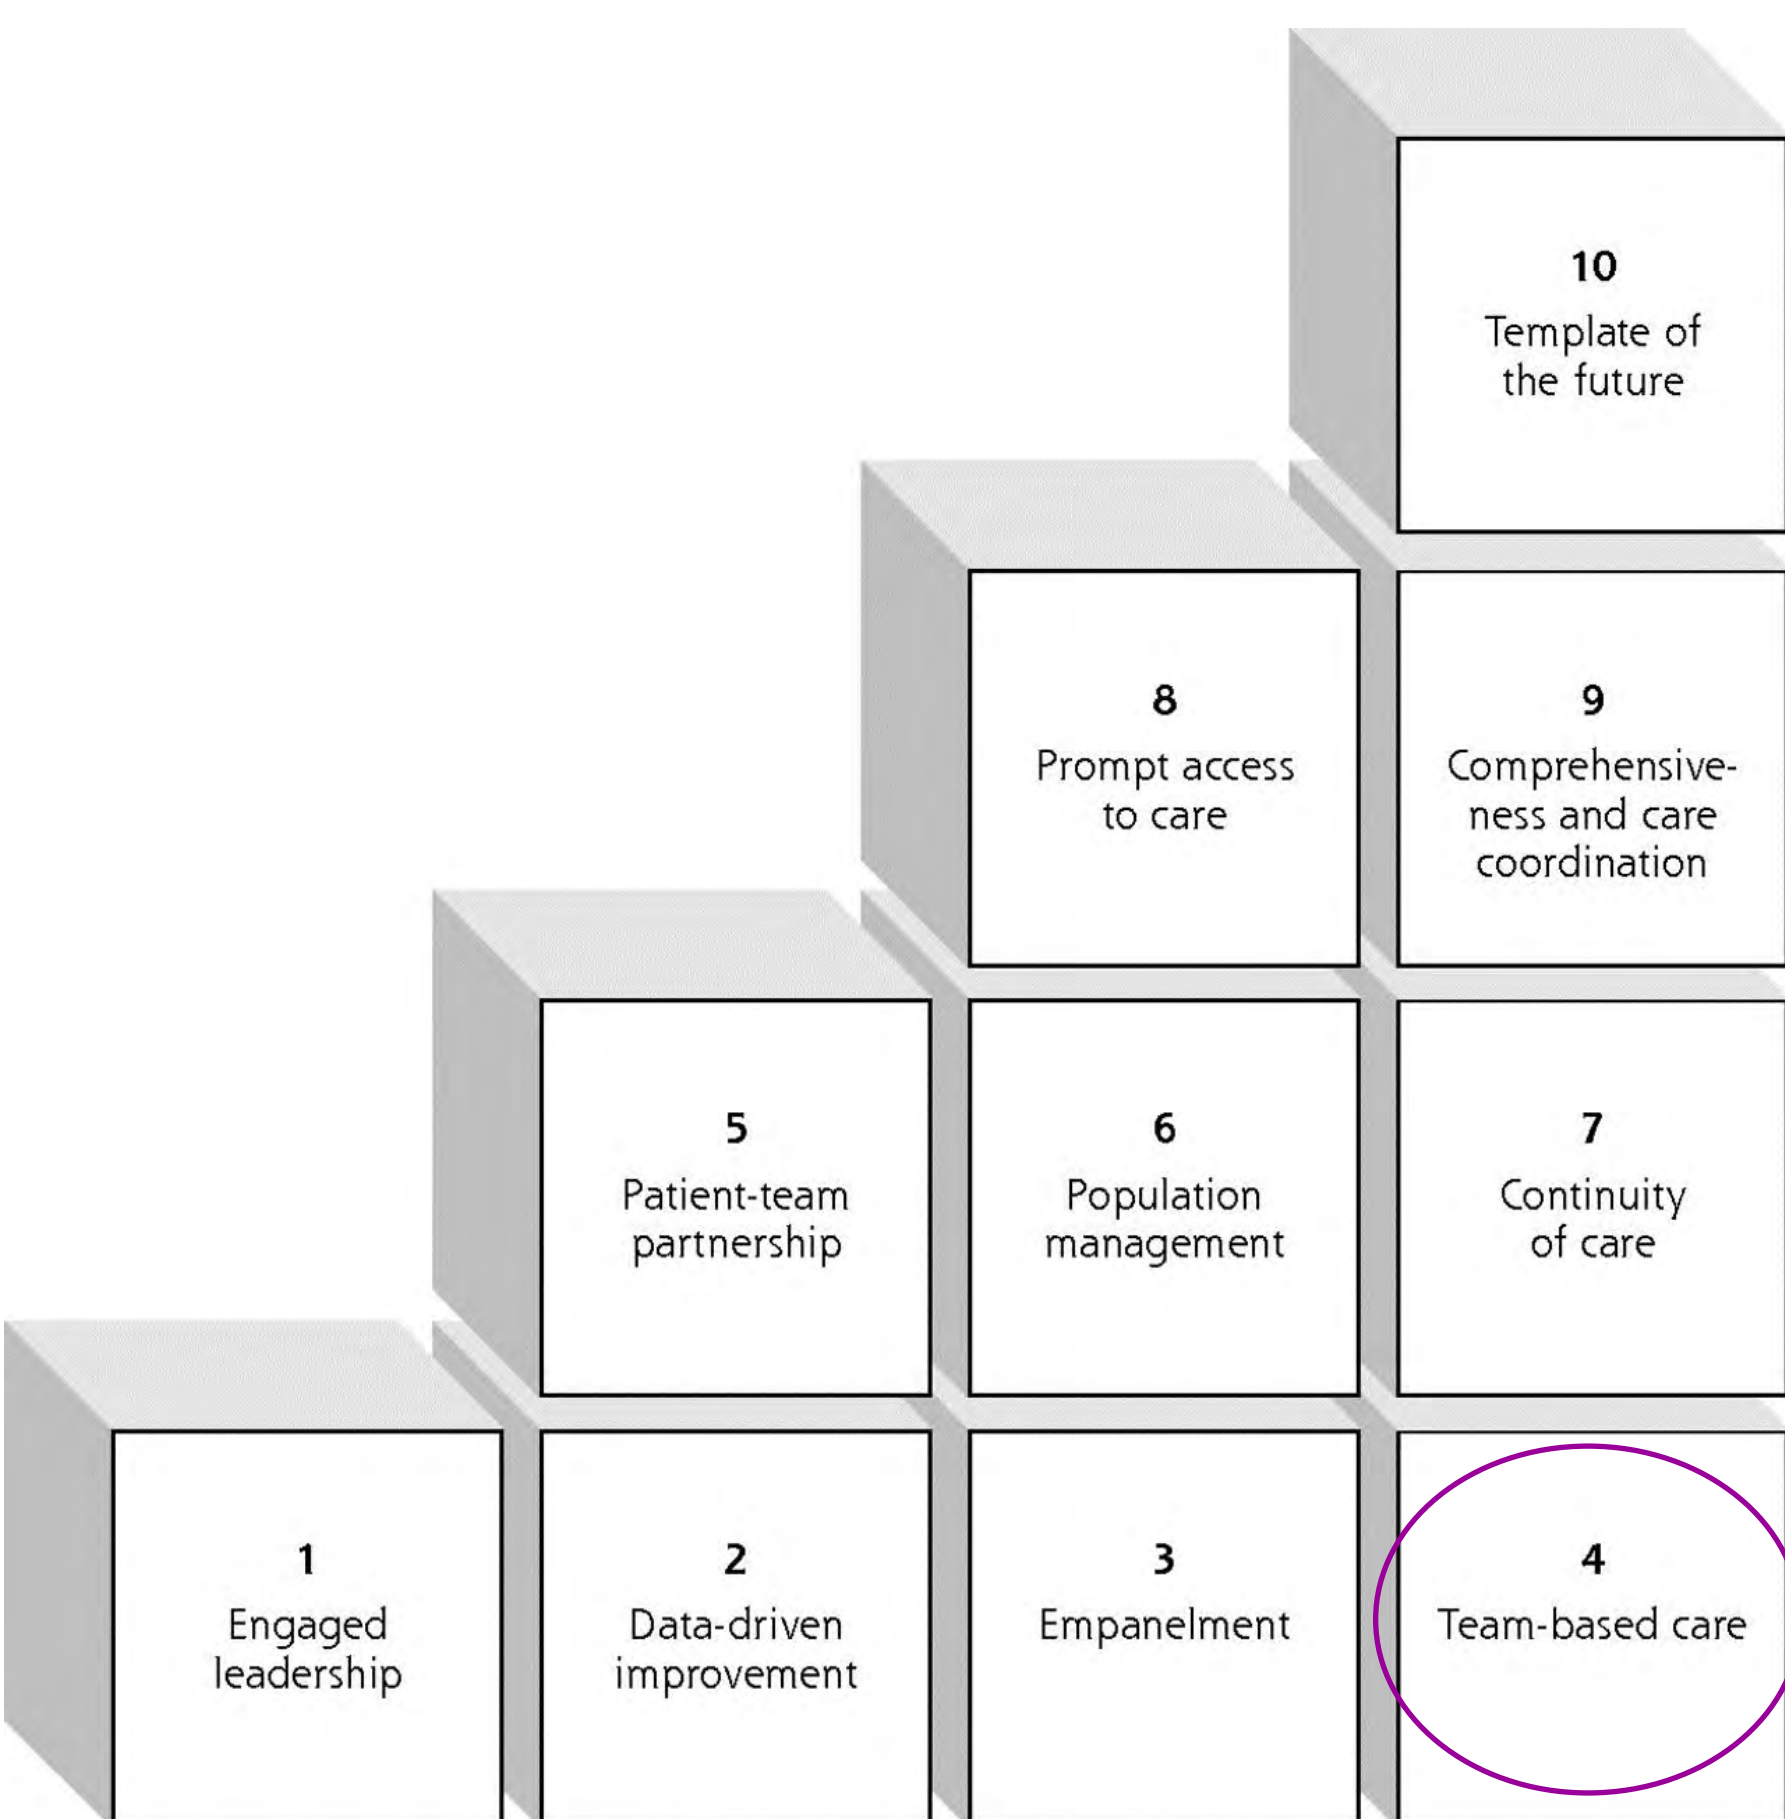 10
Template of
the future
8
Prompt access
to care
9
Comprehensive-
ness and care
coordination
5
Patient-team
partnership
6
Population
management
7
Continuity
of care
1
Engaged
leadership
2
Data-driven
improvement
3
Empanelment
4
Team-based care